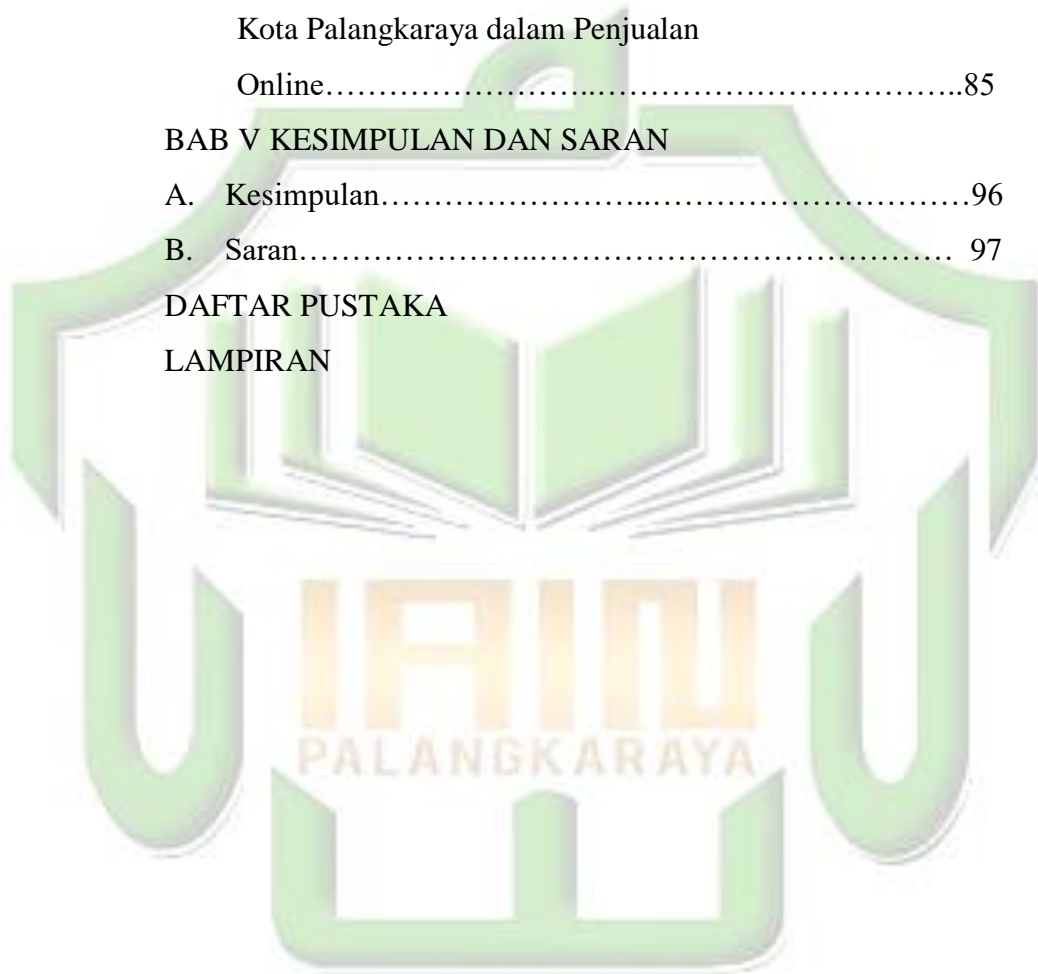 Kota Palangkaraya dalam Penjualan
Online……………………..……………………………..85
BAB V KESIMPULAN DAN SARAN
A. Kesimpulan……………………..…………………………96
B. Saran…………………..………………………………… 97
DAFTAR PUSTAKA
LAMPIRAN
IAIN
PALANGKARAYA